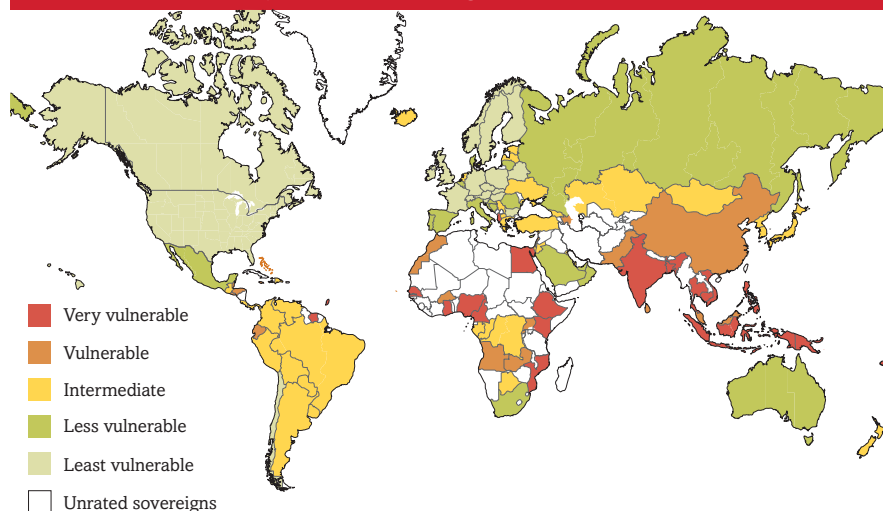 Very vulnerable
Vulnerable
Intermediate
Less vulnerable
Least vulnerable
Unrated sovereigns